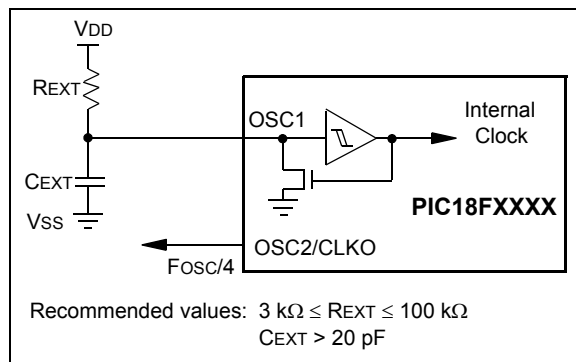 VDD
REXT
OSC1
Internal
Clock
CEXT
PIC18FXXXX
VSS
OSC2/CLKO
FOSC/4
Recommended values: 3 kΩ ≤ REXT ≤ 100 kΩ
CEXT > 20 pF